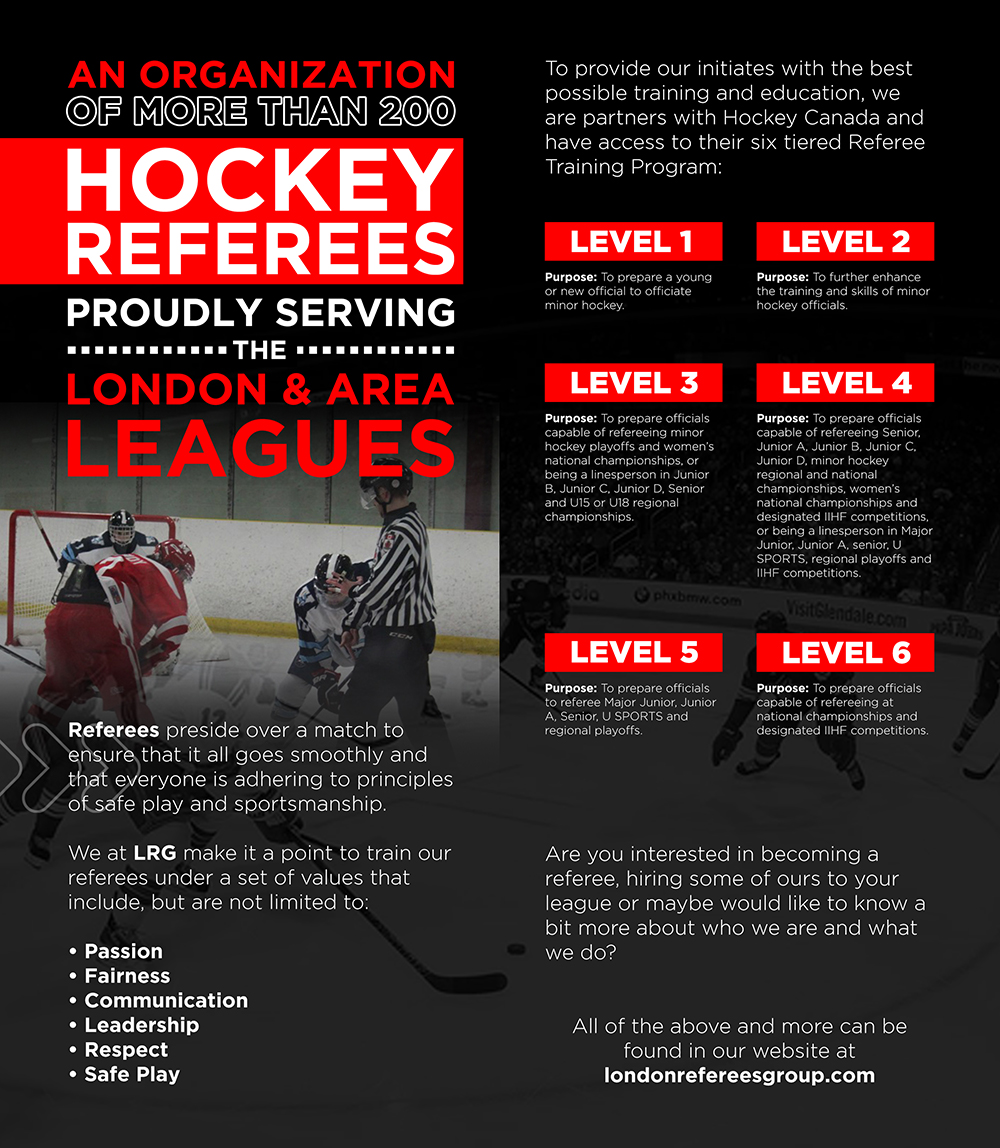 AN ORGANIZATION
OF MORE THAN 200
HOCKEY
REFEREES
PROUDLY SERVING
THE
LONDON & AREA
LEAGUES
Referees preside over a match to
ensure that it all goes smoothly and
that everyone is adhering to principles
of safe play and sportsmanship.
We at LRG make it a point to train our
referees under a set of values that
include, but are not limited to:
• Passion
• Fairness
• Communication
• Leadership
• Respect
• Safe Play
To provide our initiates with the best
possible training and education, we
are partners with Hockey Canada and
have access to their six tiered Referee
Training Program:
LEVEL 1
Purpose: To prepare a young
or new official to officiate
minor hockey.
LEVEL 2
Purpose: To further enhance
the training and skills of minor
hockey officials.
LEVEL 3
Purpose: To prepare officials
capable of refereeing minor
hockey playoffs and women's
national championships, or
being a linesperson in Junior
B, Junior C, Junior D, Senior
and U15 or U18 regional
championships.
LEVEL 4
Purpose: To prepare officials
capable of refereeing Senior,
Junior A, Junior B, Junior C,
Junior D, minor hockey
regional and national
championships, women's
national championships and
designated IIHF competitions,
or being a linesperson in Major
Junior, Junior A, senior, U
SPORTS, regional playoffs and
IIHF competitions.
phxbmw.com
VisitGlendale.com
LEVEL 5
Purpose: To prepare officials
to referee Major Junior, Junior
A, Senior, U SPORTS and
regional playoffs.
LEVEL 6
Purpose: To prepare officials
capable of refereeing at
national championships and
designated IIHF competitions.
Are you interested in becoming a
referee, hiring some of ours to your
league or maybe would like to know a
bit more about who we are and what
we do?
All of the above and more can be
found in our website at
londonrefereesgroup.com
CCM